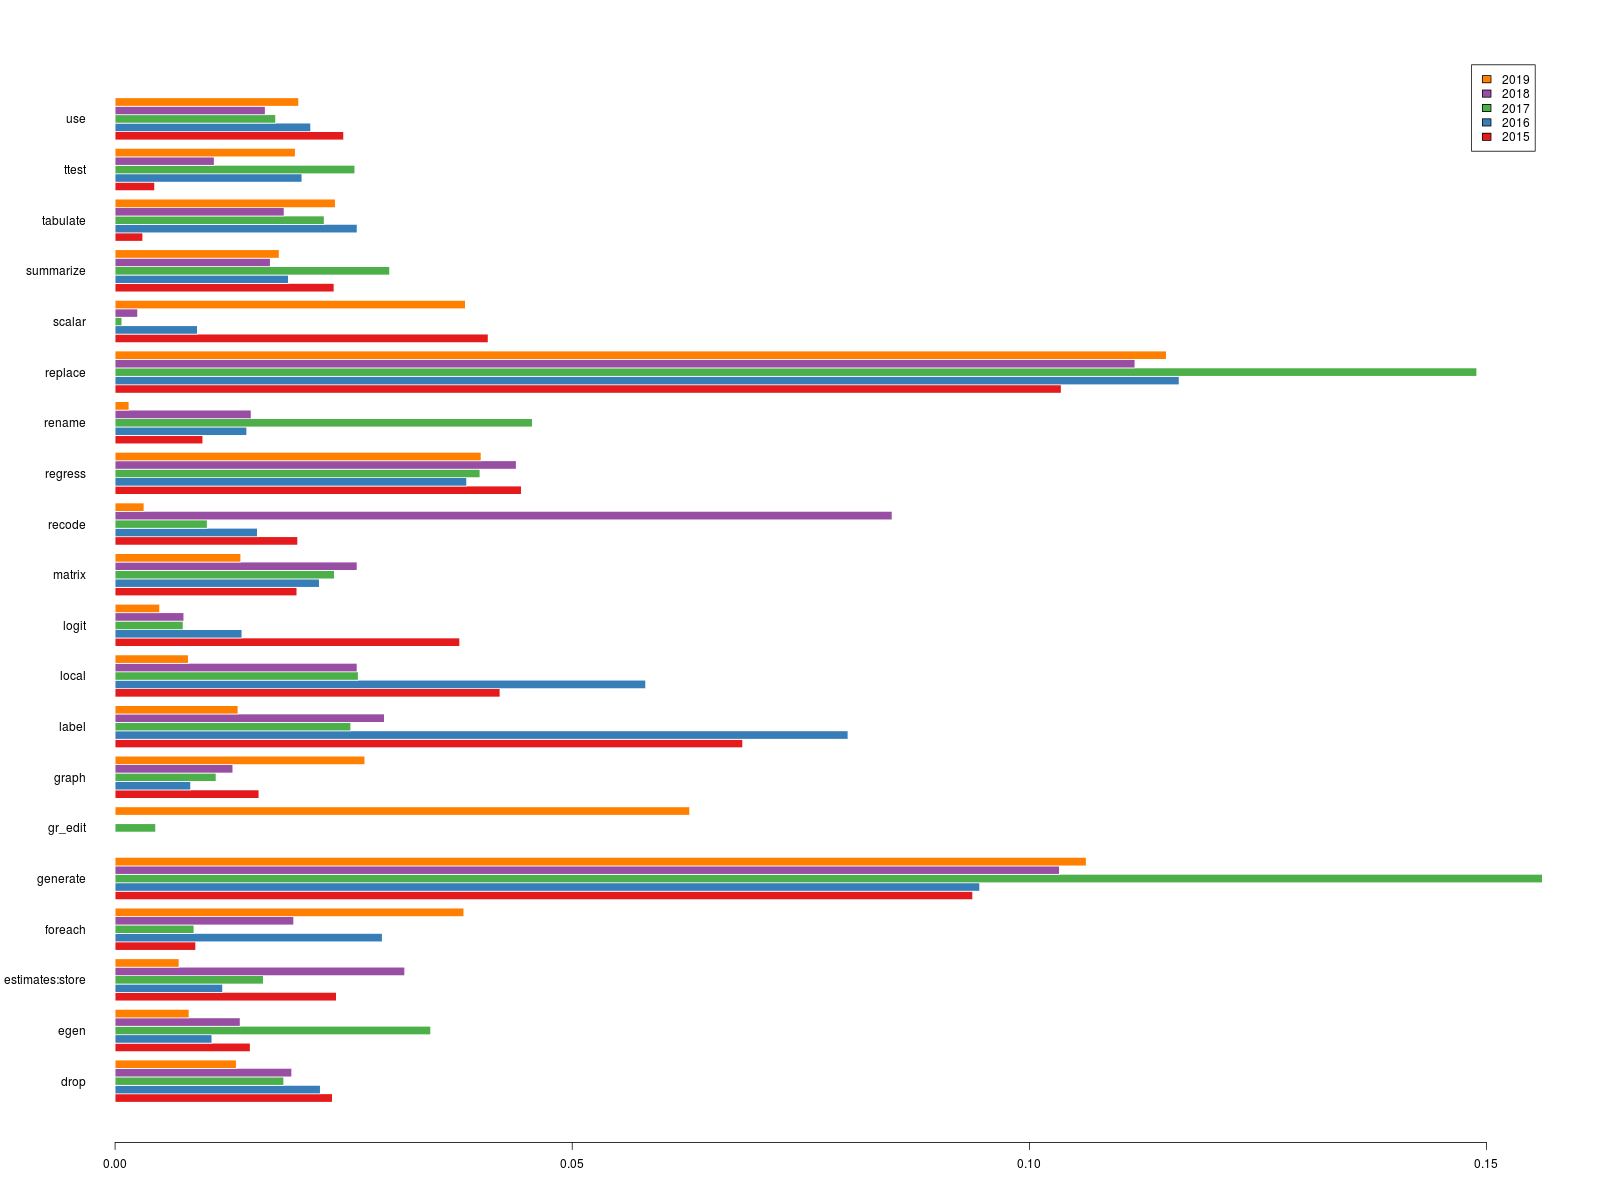 2019
2018
2017
2016
2015
use
ttest
tabulate
summarize
scalar
replace
rename
regress
recode
matrix
logit
local
label
graph
gr_edit
generate
foreach
estimates:store
egen
drop
0.00 0.05 0.10 0.15